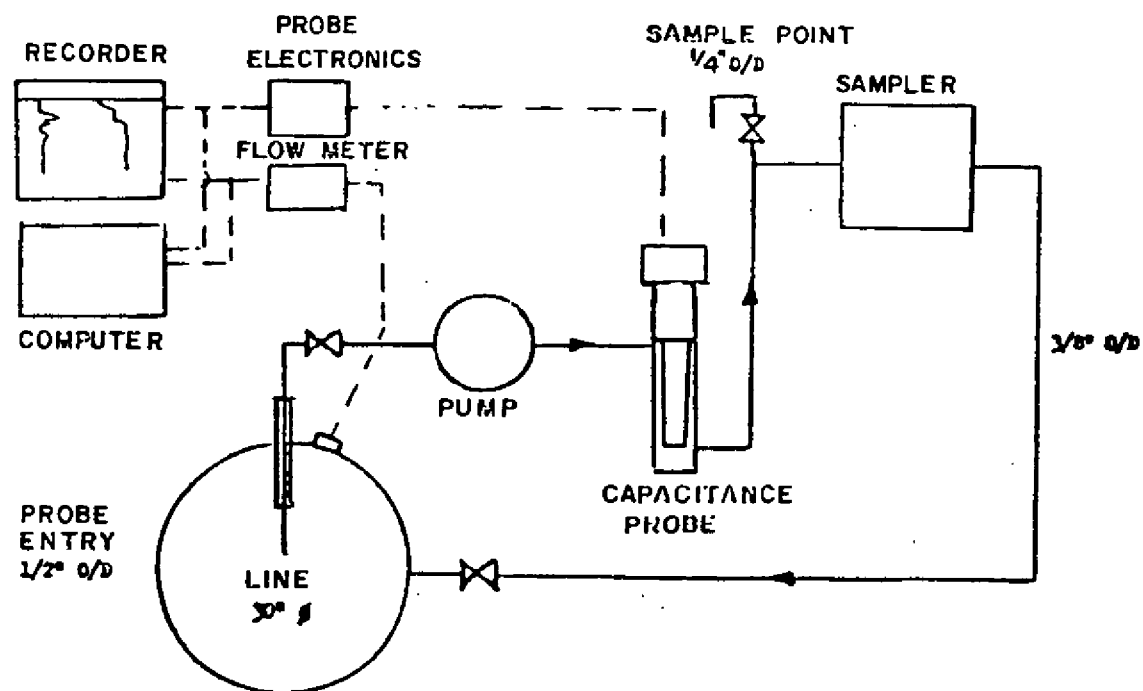 RECORDER
PROBE
ELECTRONICS
FLOW METER
SAMPLE POINT
1/4" O/D
SAMPLER
COMPUTER
PUMP
3/8" O/D
CAPACITANCE
PROBE
PROBE
ENTRY
1/2" O/D
LINE
30" ø